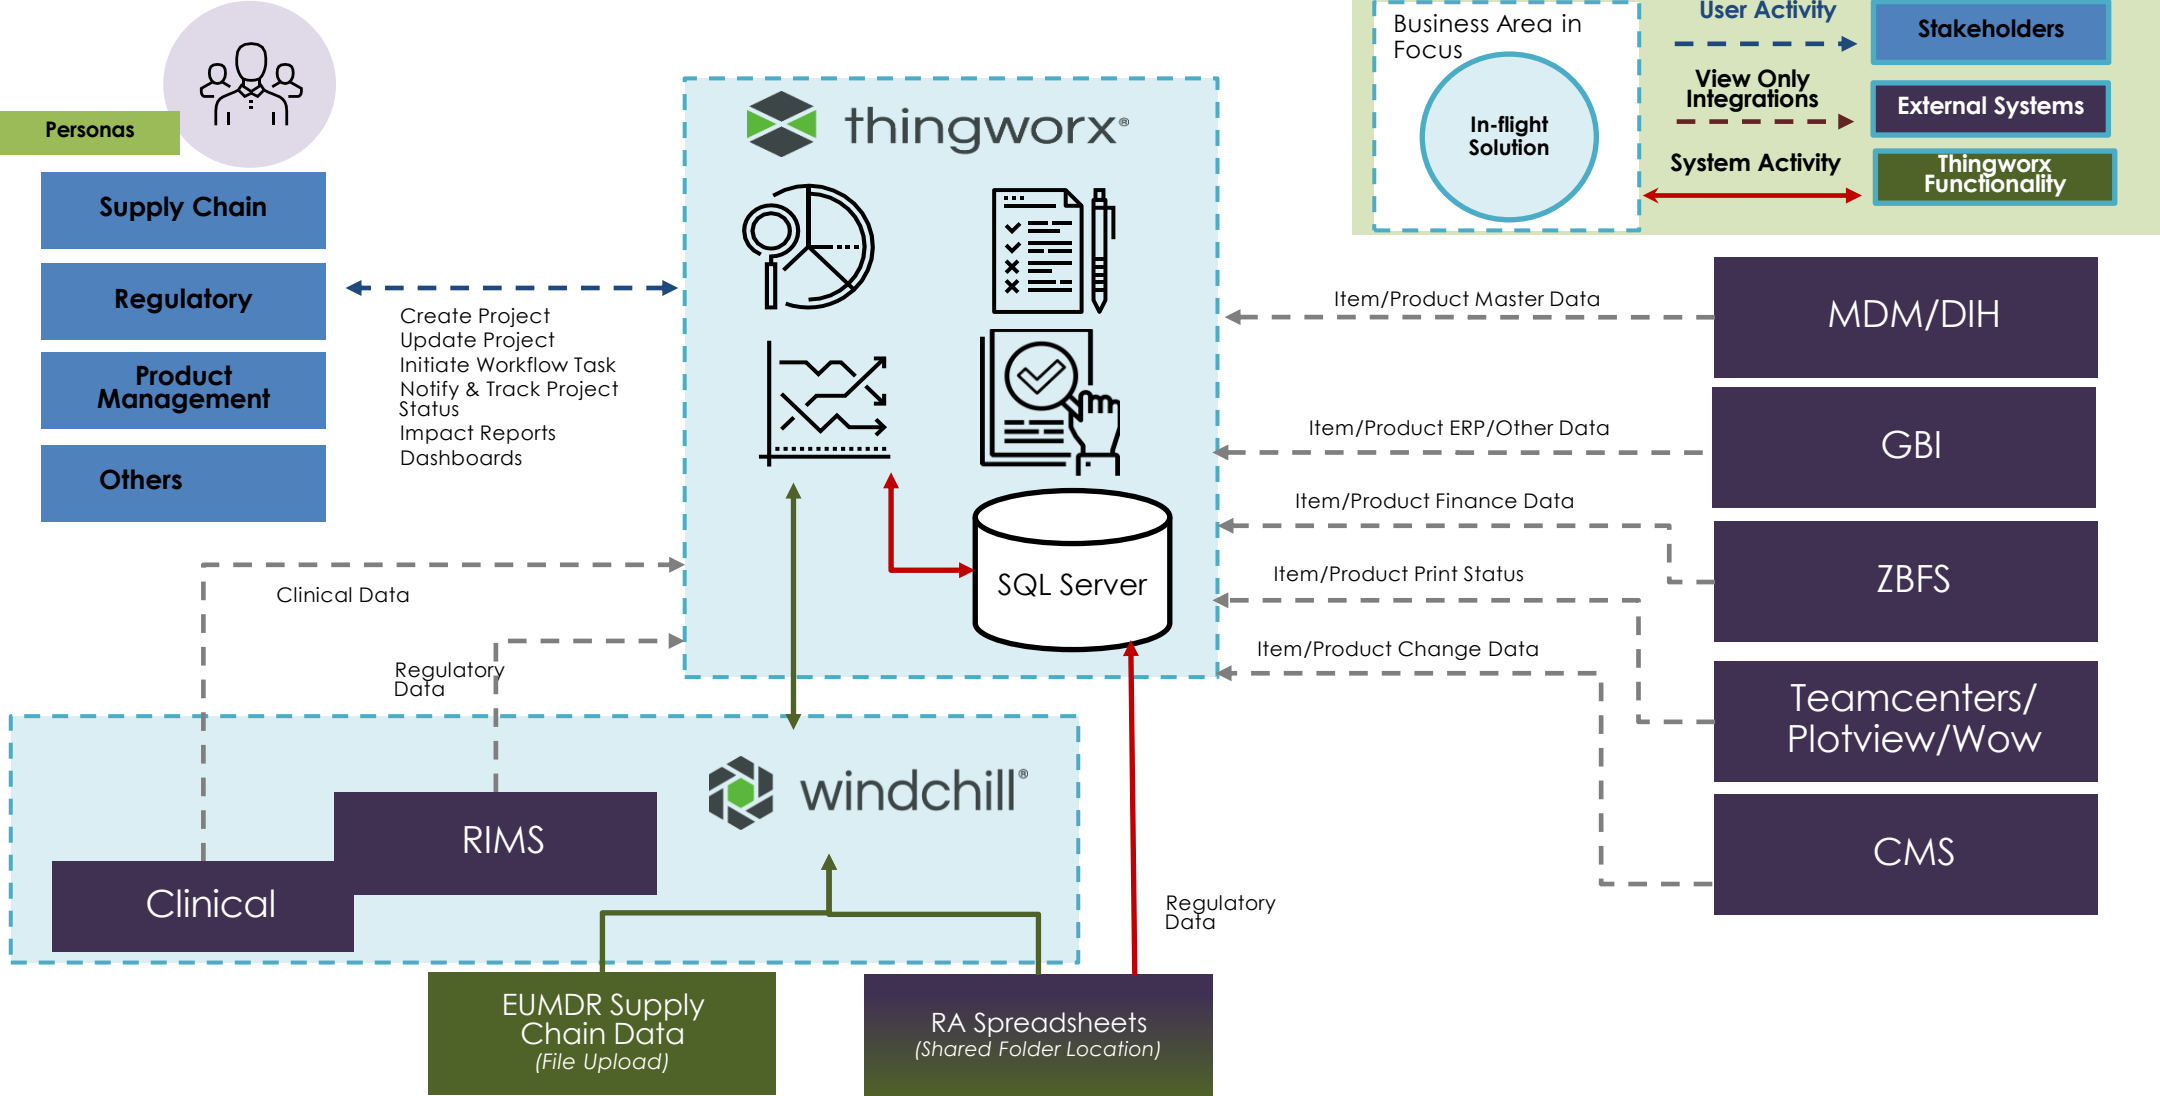 Personas
Supply Chain
Regulatory
Product
Management
Others
Create Project
Update Project
Initiate Workflow Task
Notify & Track Project
Status
Impact Reports
Dashboards
thingworx®
SQL Server
Business Area in
Focus
In-flight
Solution
User Activity
View Only
Integrations
System Activity
Stakeholders
External Systems
Thingworx
Functionality
Item/Product Master Data
Item/Product ERP/Other Data
Item/Product Finance Data
Item/Product Print Status
Item/Product Change Data
MDM/DIH
GBI
ZBFS
Teamcenters/
Plotview/Wow
CMS
Clinical Data
Regulatory
Data
windchill®
RIMS
Clinical
Regulatory
Data
EUMDR Supply
Chain Data
(File Upload)
RA Spreadsheets
(Shared Folder Location)